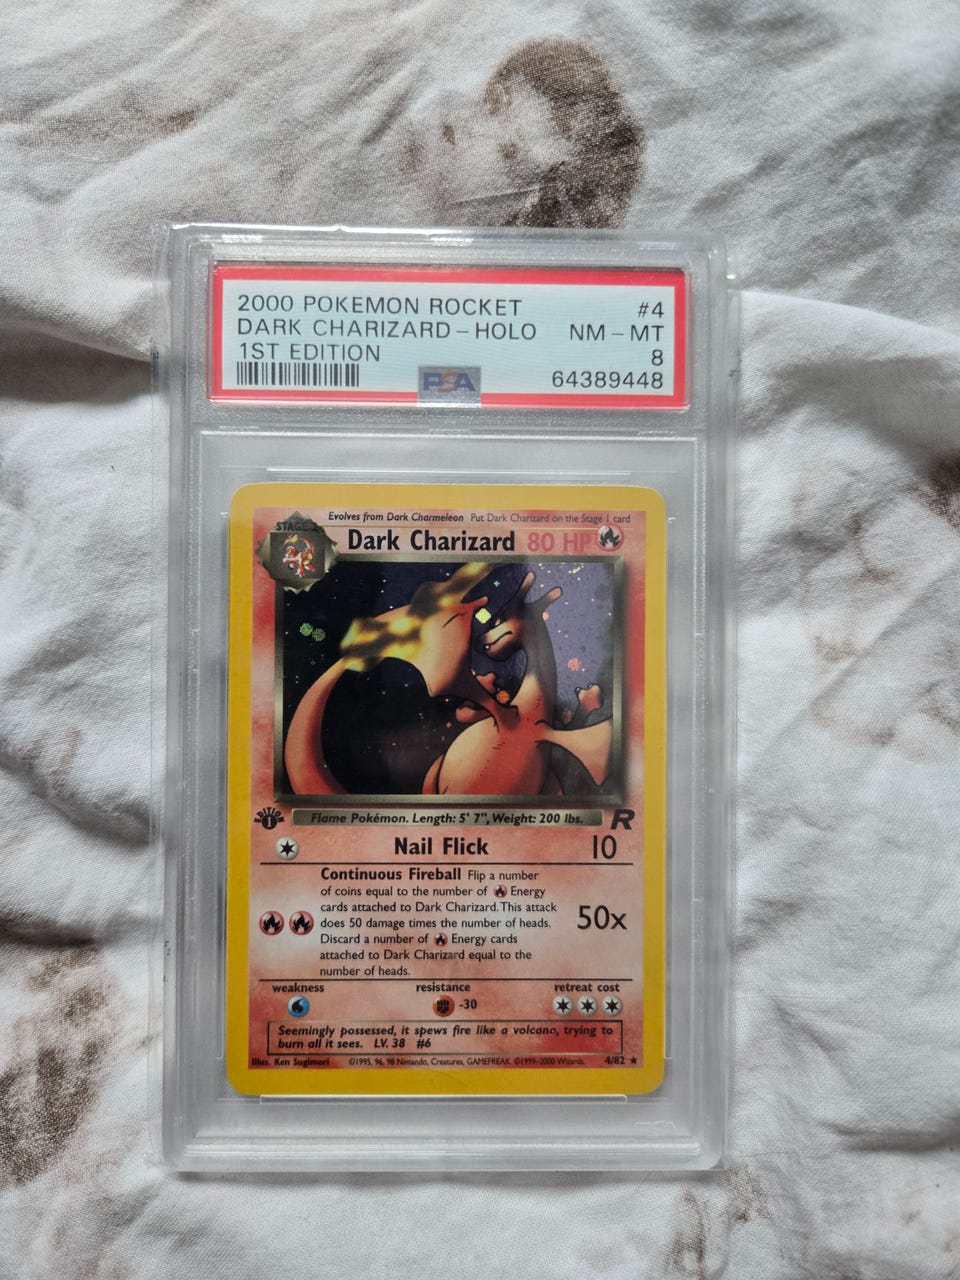 2000 POKEMON ROCKET #4
DARK CHARIZARD - HOLO NM - MT
1ST EDITION 8
64389448
PSA
Evolves from Dark Charmeleon Put Dark Charizard on the Stage 1 card
STAGE 2
Dark Charizard 80 HP
EDITION
1
Flame Pokémon. Length: 5' 7", Weight: 200 lbs.
R
Nail Flick 10
Continuous Fireball Flip a number
of coins equal to the number of Energy
cards attached to Dark Charizard. This attack
does 50 damage times the number of heads.
Discard a number of Energy cards
attached to Dark Charizard equal to the
number of heads.
50x
weakness resistance retreat cost
-30
Seemingly possessed, it spews fire like a volcano, trying to
burn all it sees. LV. 38 #6
Illus. Ken Sugimori ©1995, 96, 98 Nintendo, Creatures, GAMEFREAK. ©1999-2000 Wizards. 4/82 ★